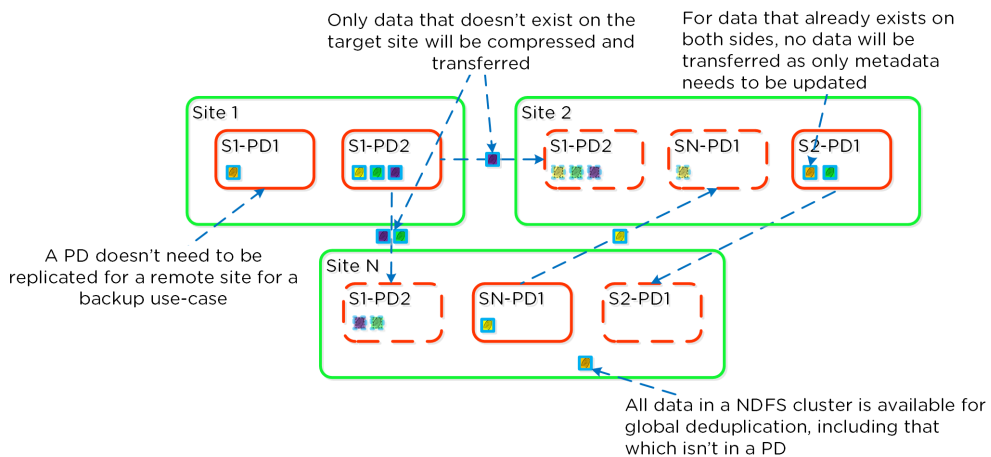 Only data that doesn’t exist on the
target site will be compressed and
transferred
For data that already exists on
both sides, no data will be
transferred as only metadata
needs to be updated
Site 1
S1-PD1
S1-PD2
Site 2
S1-PD2
SN-PD1
S2-PD1
A PD doesn’t need to be
replicated for a remote site for a
backup use-case
Site N
S1-PD2
SN-PD1
S2-PD1
All data in a NDFS cluster is available for
global deduplication, including that
which isn’t in a PD